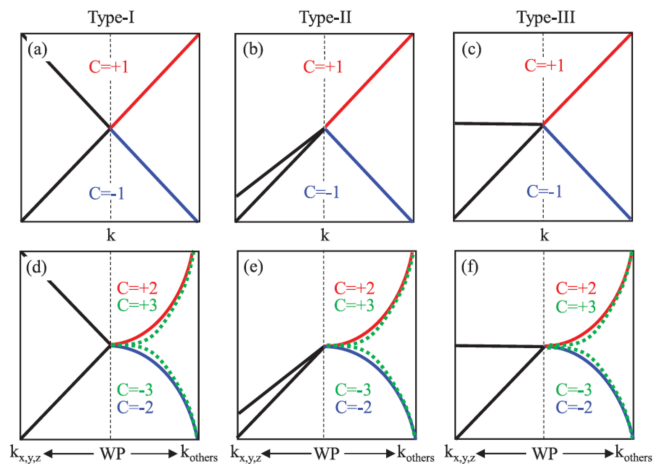 Type-I Type-II Type-III
(a) (b) (c)
C=+1 C=+1 C=+1
C=-1 C=-1 C=-1
k k k
(d) (e) (f)
C=+2 C=+2 C=+2
C=+3 C=+3 C=+3
C=-3 C=-3 C=-3
C=-2 C=-2 C=-2
kx,y,z WP kothers kx,y,z WP kothers kx,y,z WP kothers